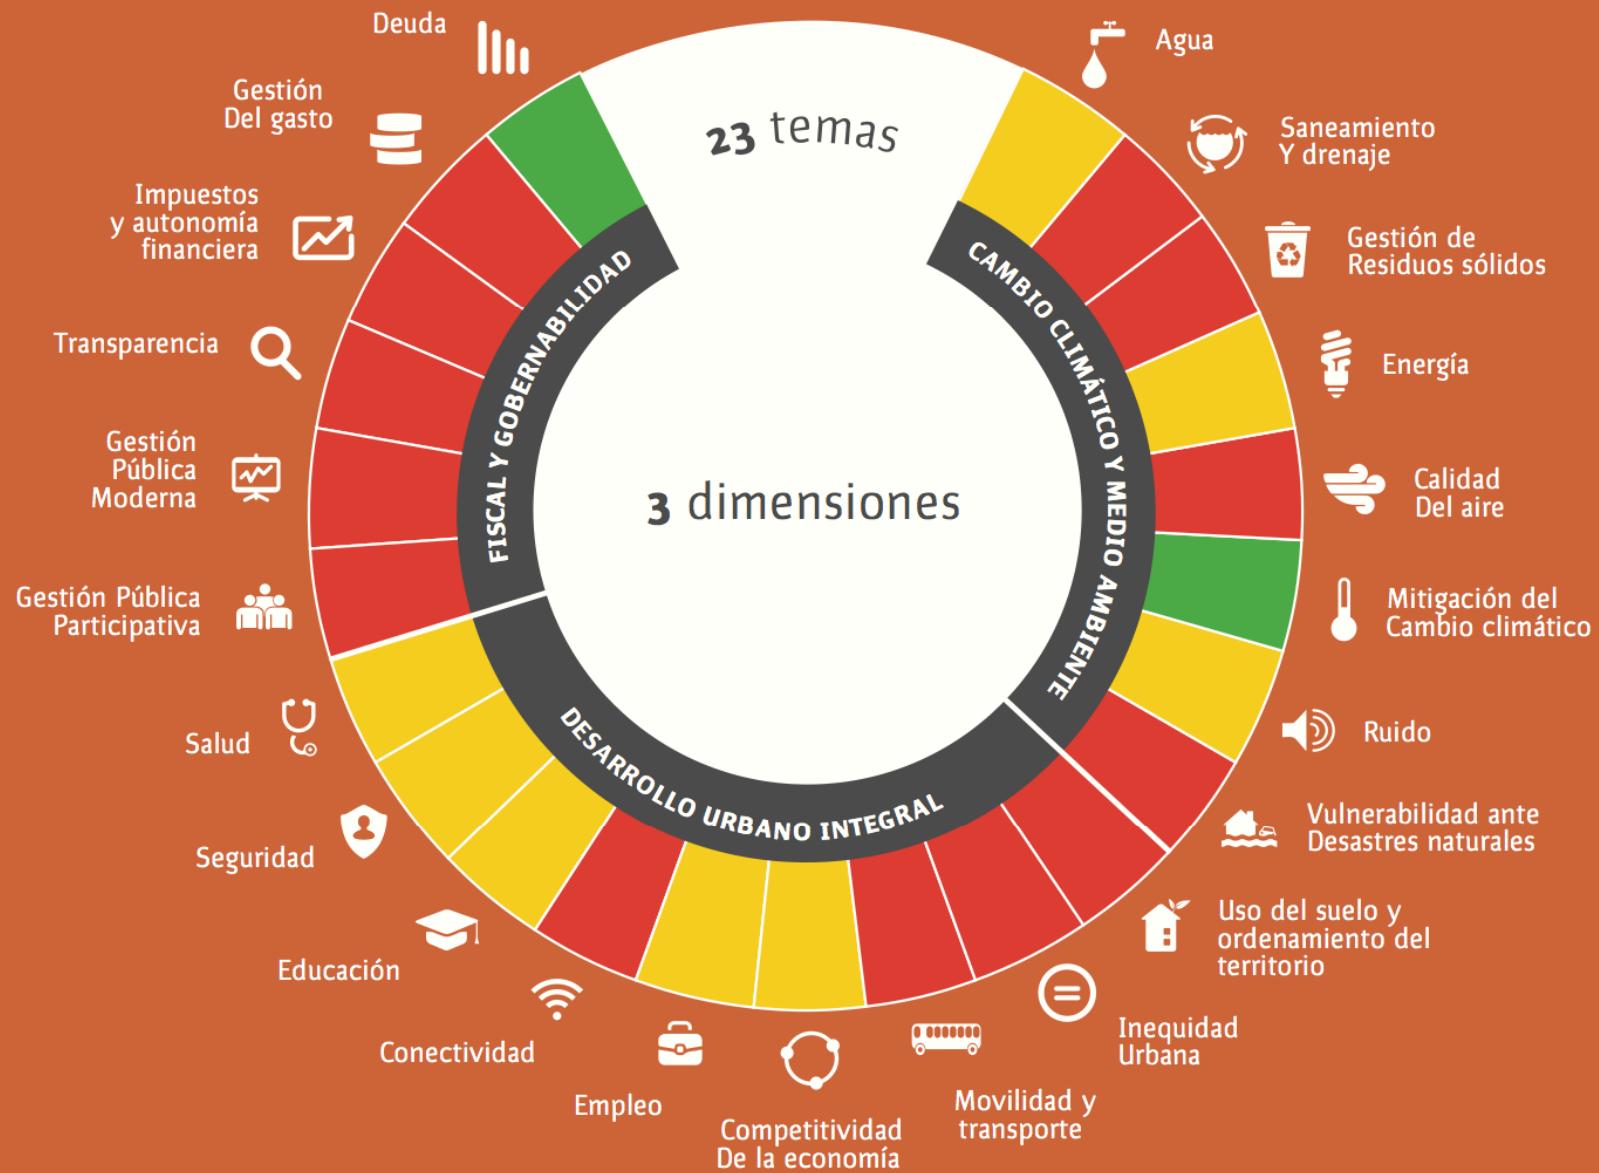 23 temas
3 dimensiones
CAMBIO CLIMÁTICO Y MEDIO AMBIENTE
DESARROLLO URBANO INTEGRAL
FISCAL Y GOBERNABILIDAD
Agua
Saneamiento
Y drenaje
Gestión de
Residuos sólidos
Energía
Calidad
Del aire
Mitigación del
Cambio climático
Ruido
Vulnerabilidad ante
Desastres naturales
Uso del suelo y
ordenamiento del
territorio
Inequidad
Urbana
Movilidad y
transporte
Competitividad
De la economía
Empleo
Conectividad
Educación
Seguridad
Salud
Gestión Pública
Participativa
Gestión
Pública
Moderna
Transparencia
Impuestos
y autonomía
financiera
Gestión
Del gasto
Deuda